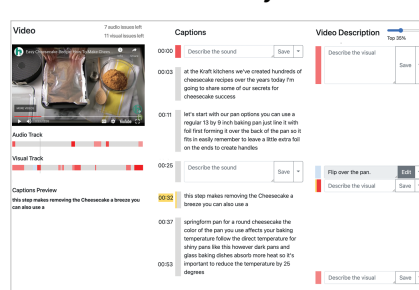 Video
7 audio issues left
11 visual issues left
Easy Cheesecake Recipes: How To Make Great
YouTube
Audio Track
Visual Track
Captions Preview
this step makes removing the Cheesecake a breeze you
can also use a
Captions
00:00 Describe the sound Save
00:03 at the Kraft kitchens we've created hundreds of
cheesecake recipes over the years today I'm
going to share some of our secrets for
cheesecake success
00:11 let's start with our pan options you can use a
regular 13 by 9 inch baking pan just line it with
foil first forming it over the back of the pan so it
fits in easily remember to leave a little extra foil
on the ends to create handles
00:25 Describe the sound Save
00:32 this step makes removing the Cheesecake a
breeze you can also use a
00:37 springform pan for a round cheesecake the
color of the pan you use affects your baking
temperature follow the direct temperature for
shiny pans like this however dark pans and
glass baking dishes absorb more heat so it's
00:53 important to reduce the temperature by 25
degrees
Video Description
Top 35%
Describe the visual Save
Flip over the pan. Edit
Describe the visual Save
Describe the visual Save